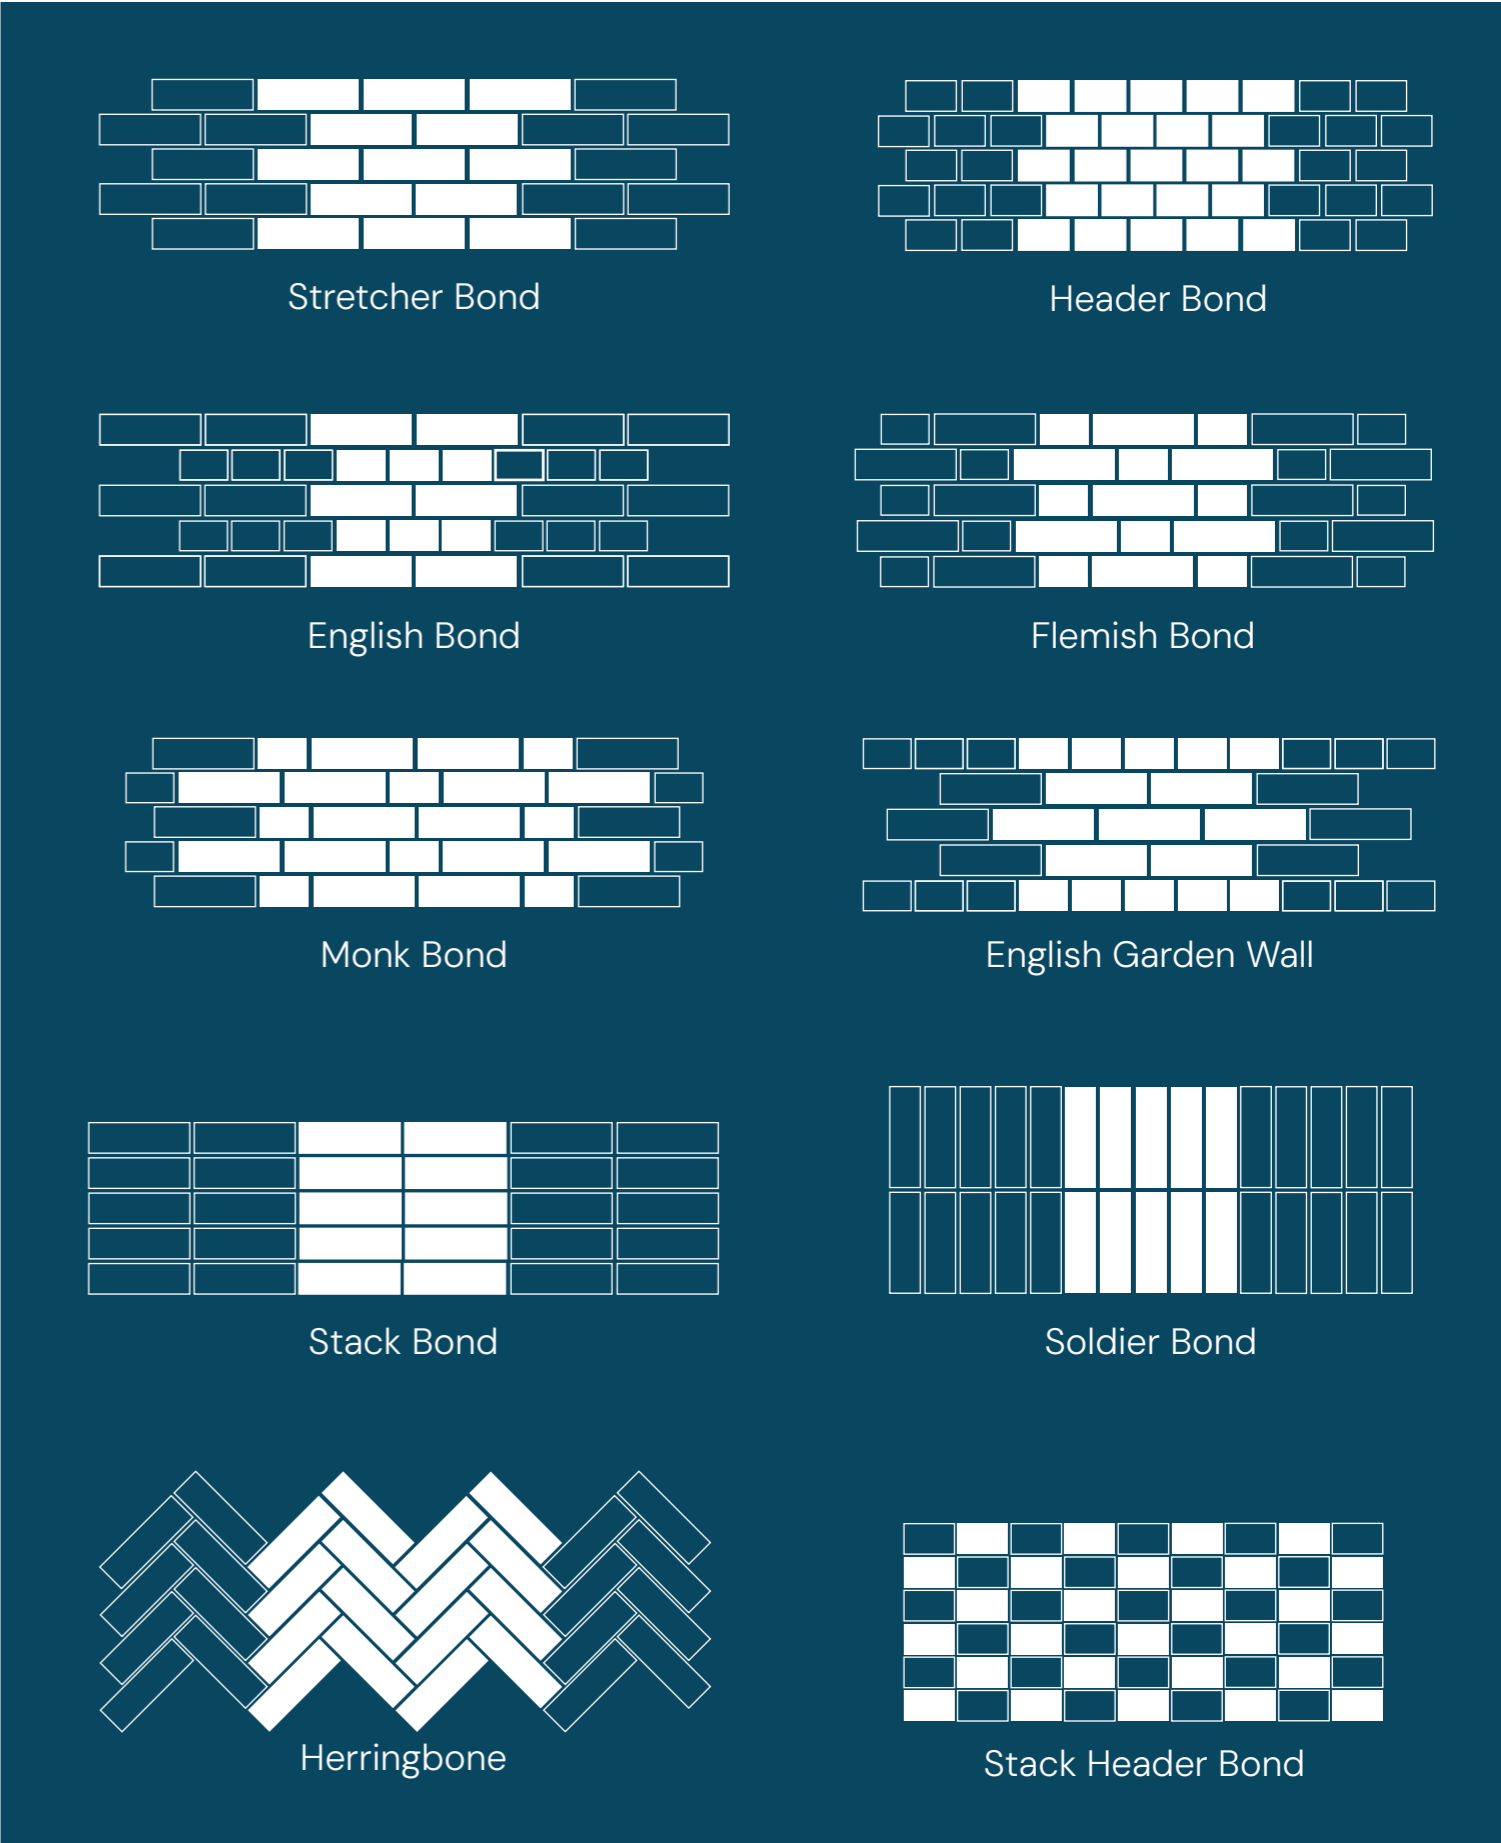 Stretcher Bond
Header Bond
English Bond
Flemish Bond
Monk Bond
English Garden Wall
Stack Bond
Soldier Bond
Herringbone
Stack Header Bond